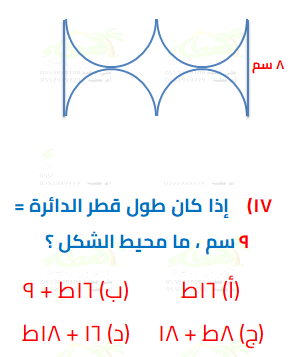 ٨ سم
١٧) إذا كان طول قطر الدائرة =
٩ سم ، ما محيط الشكل ؟
(أ) ١٦ط (ب) ١٦ط + ٩
(ج) ٨ط + ١٨ (د) ١٦ + ١٨ط